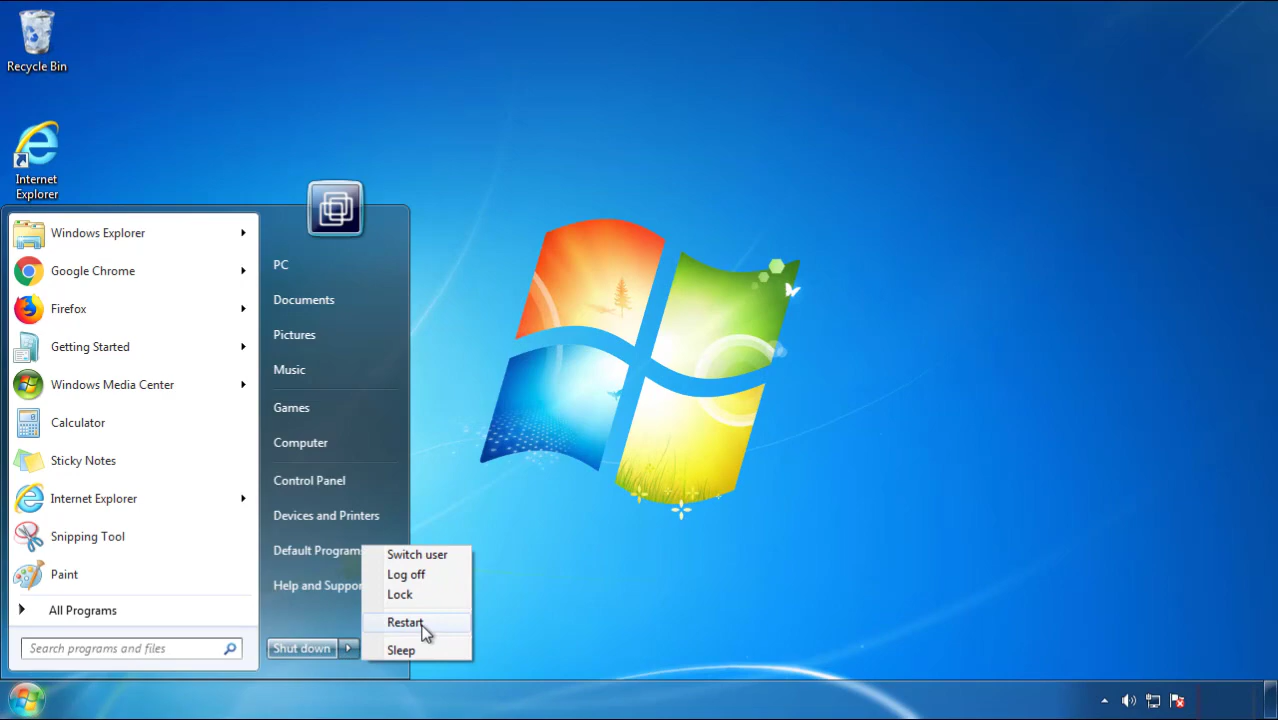 Recycle Bin
Internet
Explorer
Windows Explorer
Google Chrome
Firefox
Getting Started
Windows Media Center
Calculator
Sticky Notes
Internet Explorer
Snipping Tool
Paint
All Programs
Search programs and files
PC
Documents
Pictures
Music
Games
Computer
Control Panel
Devices and Printers
Default Program
Help and Suppor
Shut down
Switch user
Log off
Lock
Restart
Sleep